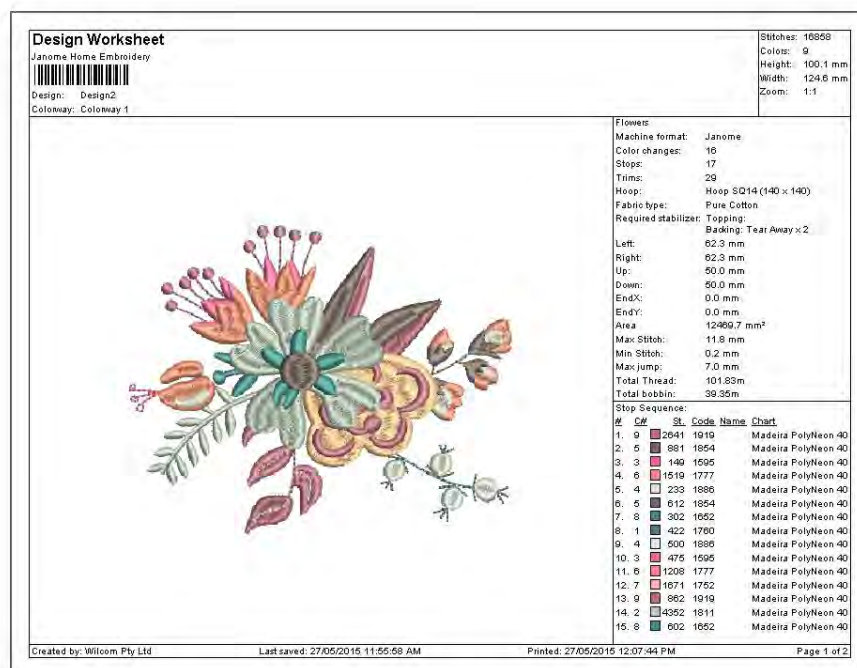 Design Worksheet
Janome Home Embroidery
Design: Design2
Colorway: Colorway 1
Stitches: 16858
Colors: 9
Height: 100.1 mm
Width: 124.6 mm
Zoom: 1:1
Flowers
Machine format: Janome
Color changes: 16
Stops: 17
Trims: 29
Hoop: Hoop SQ14 (140 x 140)
Fabric type: Pure Cotton
Required stabilizer: Topping:
Backing: Tear Away x 2
Left: 62.3 mm
Right: 62.3 mm
Up: 50.0 mm
Down: 50.0 mm
EndX: 0.0 mm
EndY: 0.0 mm
Area 12469.7 mm²
Max Stitch: 11.8 mm
Min Stitch: 0.2 mm
Max jump: 7.0 mm
Total Thread: 101.83m
Total bobbin: 39.35m
Stop Sequence:
# C# St. Code Name Chart
1. 9 2641 1919 Madeira PolyNeon 40
2. 5 881 1854 Madeira PolyNeon 40
3. 3 149 1595 Madeira PolyNeon 40
4. 6 1519 1777 Madeira PolyNeon 40
5. 4 233 1886 Madeira PolyNeon 40
6. 5 612 1854 Madeira PolyNeon 40
7. 8 302 1652 Madeira PolyNeon 40
8. 1 422 1760 Madeira PolyNeon 40
9. 4 500 1886 Madeira PolyNeon 40
10. 3 475 1595 Madeira PolyNeon 40
11. 6 1208 1777 Madeira PolyNeon 40
12. 7 1671 1752 Madeira PolyNeon 40
13. 9 862 1919 Madeira PolyNeon 40
14. 2 4352 1811 Madeira PolyNeon 40
15. 8 602 1652 Madeira PolyNeon 40
Created by: Wilcom Pty Ltd Last saved: 27/05/2015 11:55:58 AM Printed: 27/05/2015 12:07:44 PM Page 1 of 2